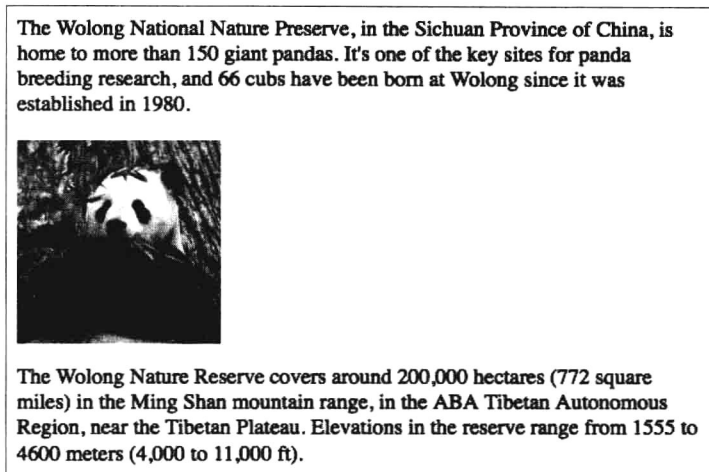 The Wolong National Nature Preserve, in the Sichuan Province of China, is
home to more than 150 giant pandas. It's one of the key sites for panda
breeding research, and 66 cubs have been born at Wolong since it was
established in 1980.
The Wolong Nature Reserve covers around 200,000 hectares (772 square
miles) in the Ming Shan mountain range, in the ABA Tibetan Autonomous
Region, near the Tibetan Plateau. Elevations in the reserve range from 1555 to
4600 meters (4,000 to 11,000 ft).